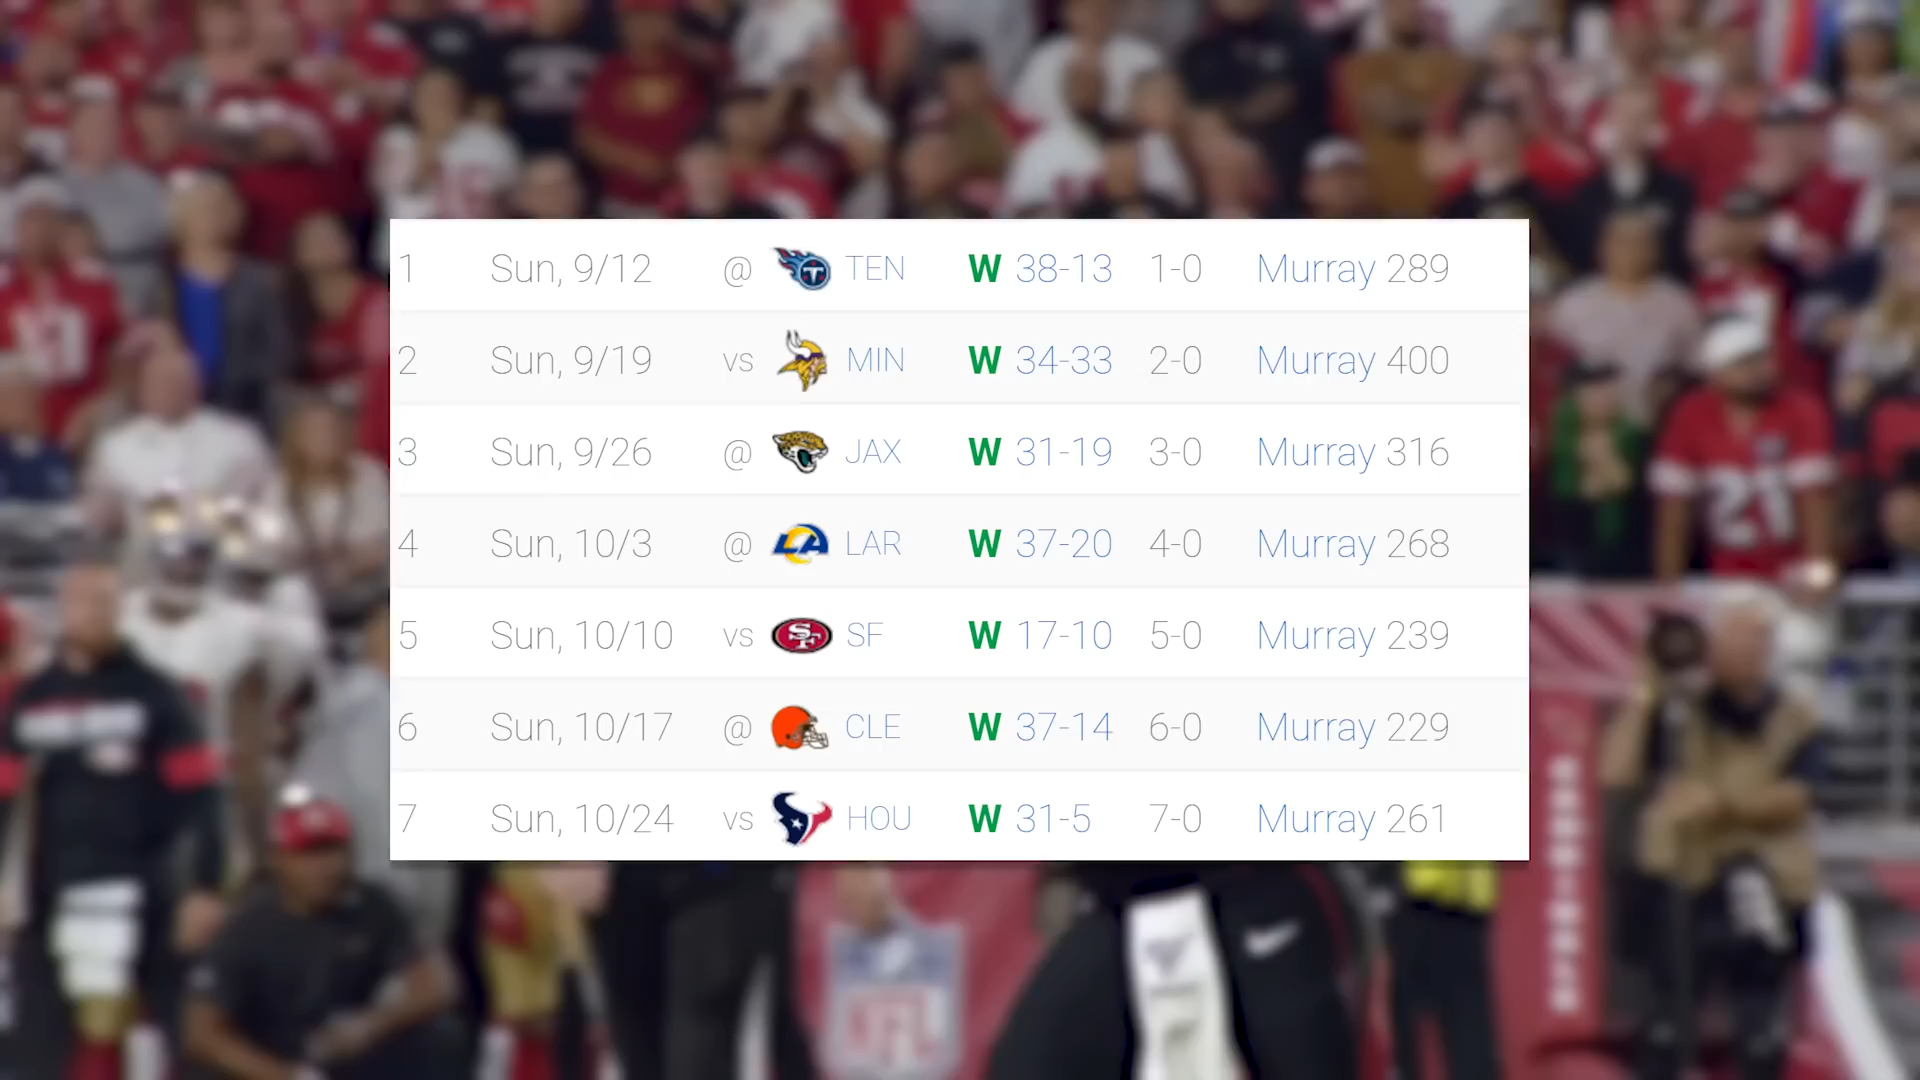 1 Sun, 9/12 @ TEN W 38-13 1-0 Murray 289
2 Sun, 9/19 vs MIN W 34-33 2-0 Murray 400
3 Sun, 9/26 @ JAX W 31-19 3-0 Murray 316
4 Sun, 10/3 @ LA LAR W 37-20 4-0 Murray 268
5 Sun, 10/10 vs SF SF W 17-10 5-0 Murray 239
6 Sun, 10/17 @ CLE W 37-14 6-0 Murray 229
7 Sun, 10/24 vs HOU W 31-5 7-0 Murray 261
21
NFL